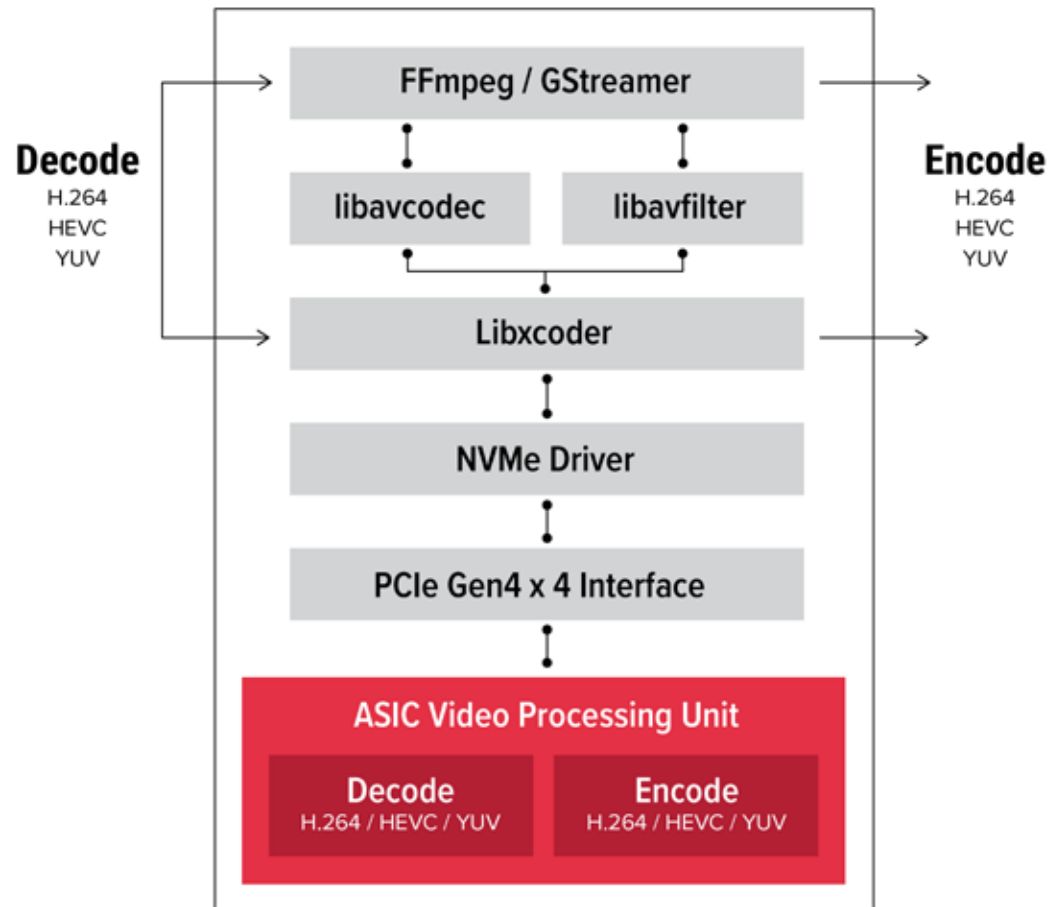 FFmpeg / GStreamer
Decode
H.264
HEVC
YUV
Encode
H.264
HEVC
YUV
libavcodec
libavfilter
Libxcoder
NVMe Driver
PCIe Gen4 x 4 Interface
ASIC Video Processing Unit
Decode
H.264 / HEVC / YUV
Encode
H.264 / HEVC / YUV